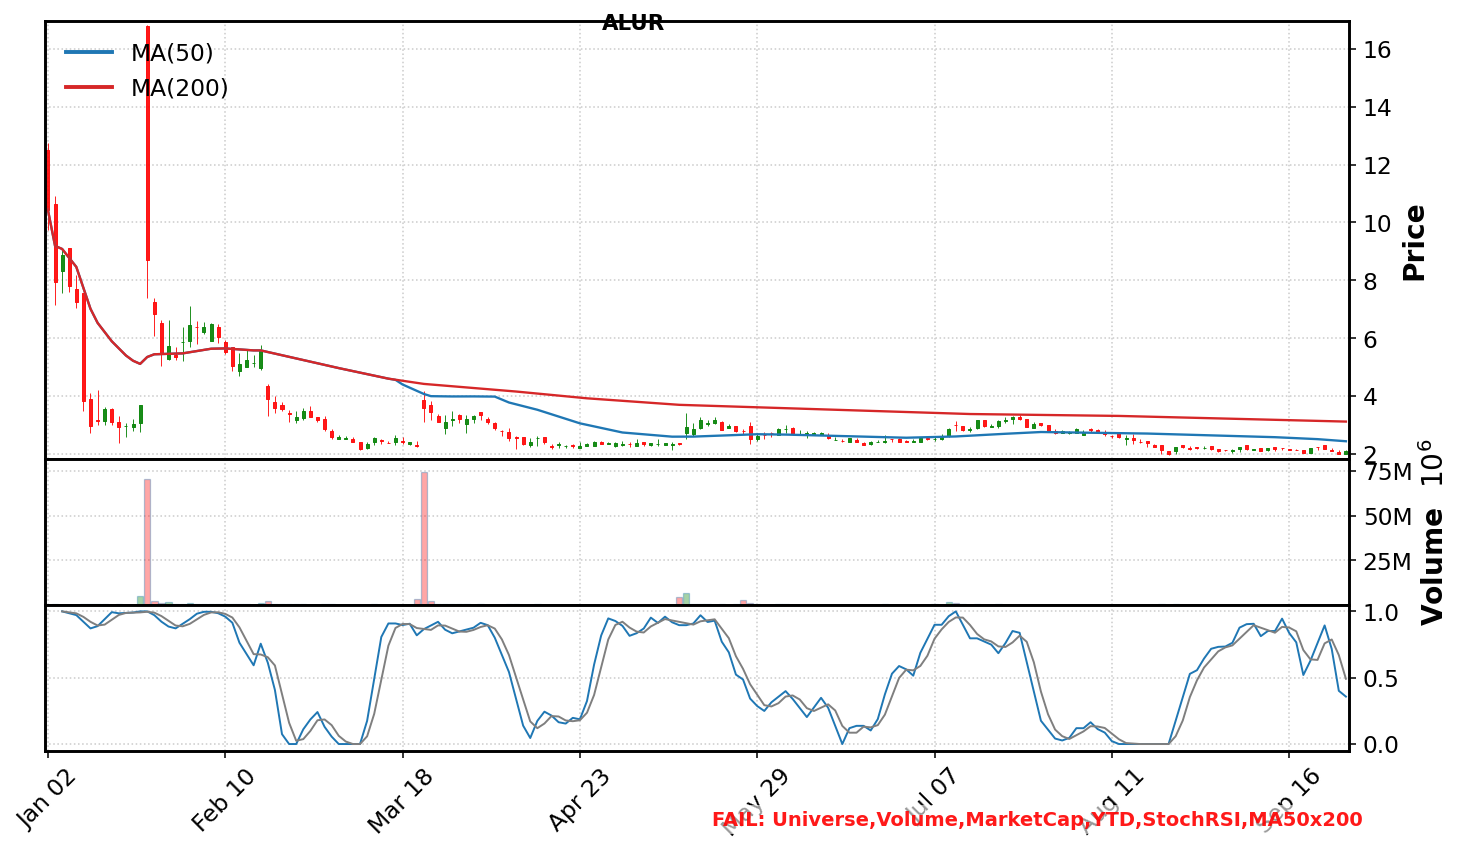 ALUR
MA(50)
MA(200)
16
14
12
10
8
6
4
2
Price
75M
50M
25M
Volume 10^6
1.0
0.5
0.0
Jan 02
Feb 10
Mar 18
Apr 23
May 29
Jul 07
Aug 11
Sep 16
FAIL: Universe,Volume,MarketCap,YTD,StochRSI,MA50x200